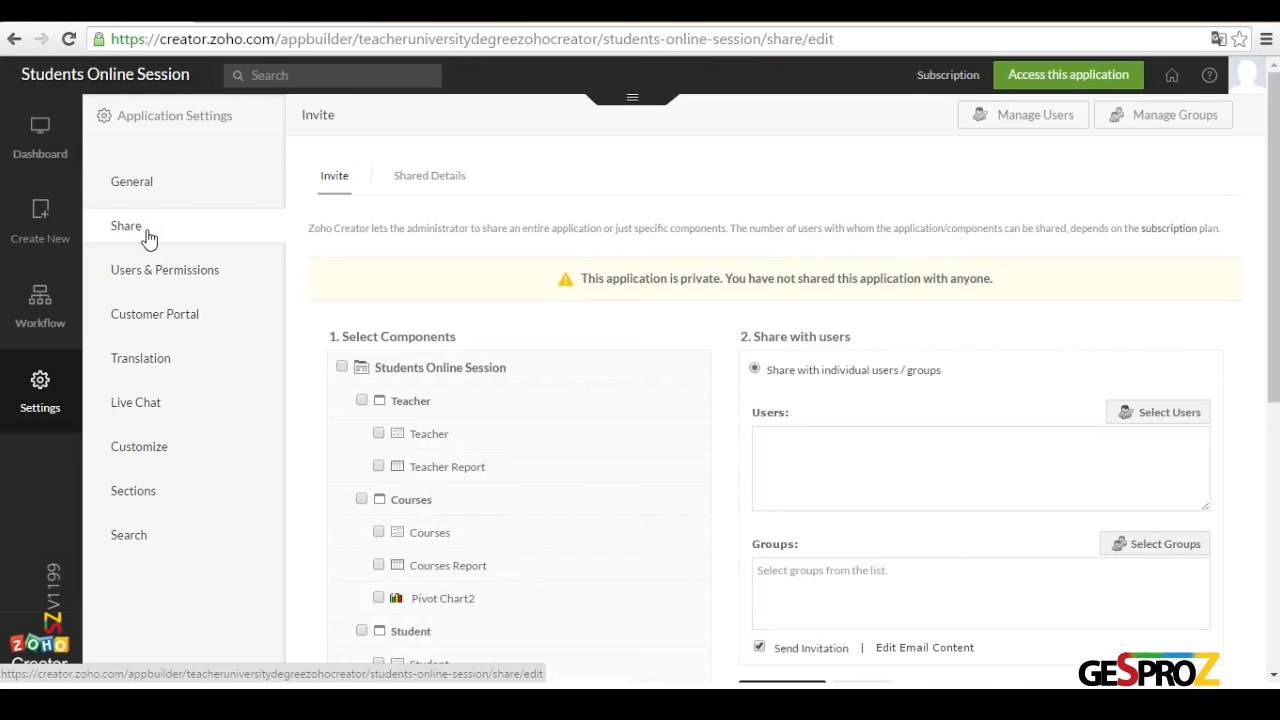 https://creator.zoho.com/appbuilder/teacheruniversitydegreezohocreator/students-online-session/share/edit
Students Online Session
Search
Subscription
Access this application
Dashboard
Create New
Workflow
Settings
Application Settings
General
Share
Users & Permissions
Customer Portal
Translation
Live Chat
Customize
Sections
Search
Invite
Manage Users
Manage Groups
Invite
Shared Details
Zoho Creator lets the administrator to share an entire application or just specific components. The number of users with whom the application/components can be shared, depends on the subscription plan.
This application is private. You have not shared this application with anyone.
1. Select Components
Students Online Session
Teacher
Teacher
Teacher Report
Courses
Courses
Courses Report
Pivot Chart2
Student
Student
2. Share with users
Share with individual users / groups
Users:
Select Users
Groups:
Select Groups
Select groups from the list.
Send Invitation | Edit Email Content
SZ V1199
ZOHO
Creator
https://creator.zoho.com/appbuilder/teacheruniversitydegreezohocreator/students-online-session/share/edit
GESPROZ